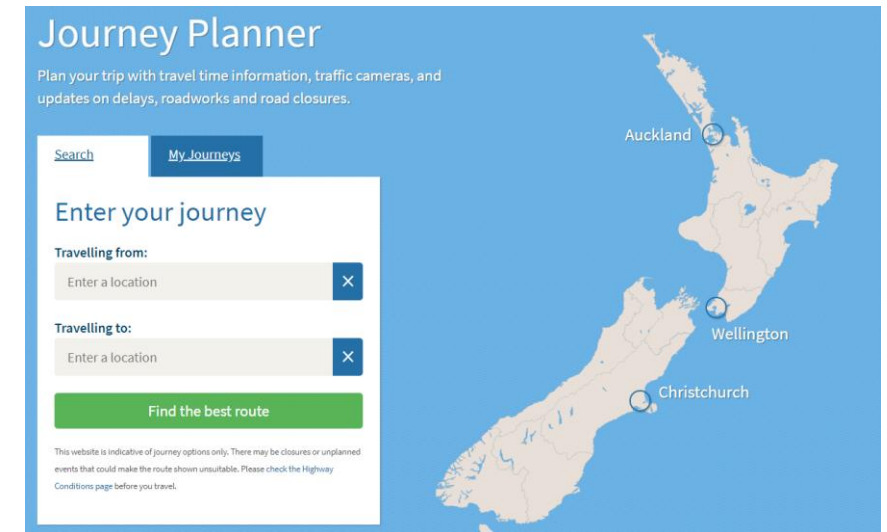 Journey Planner
Plan your trip with travel time information, traffic cameras, and
updates on delays, roadworks and road closures.
Search
My Journeys
Enter your journey
Travelling from:
Enter a location
Travelling to:
Enter a location
Find the best route
This website is indicative of journey options only. There may be closures or unplanned
events that could make the route shown unsuitable. Please check the Highway
Conditions page before you travel.
Auckland
Wellington
Christchurch